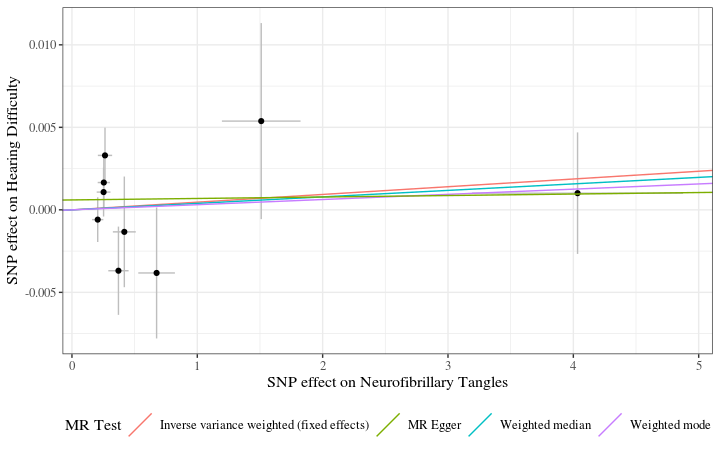 0.010
0.005
0.000
-0.005
SNP effect on Hearing Difficulty
0 1 2 3 4 5
SNP effect on Neurofibrillary Tangles
MR Test Inverse variance weighted (fixed effects) MR Egger Weighted median Weighted mode